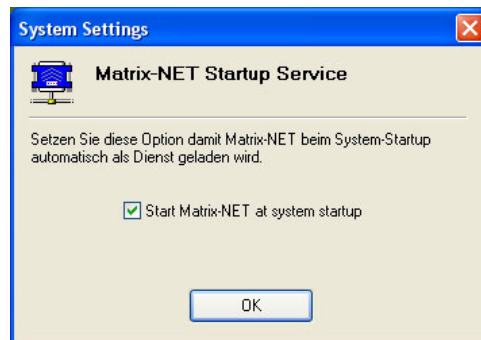 System Settings
Matrix-NET Startup Service
Setzen Sie diese Option damit Matrix-NET beim System-Startup
automatisch als Dienst geladen wird.
Start Matrix-NET at system startup
OK